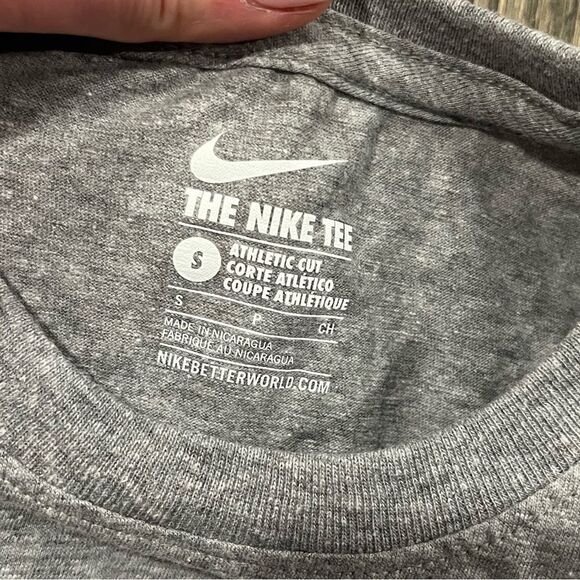 THE NIKE TEE
S
ATHLETIC CUT
CORTE ATLÉTICO
COUPE ATHLÉTIQUE
S P CH
MADE IN NICARAGUA
FABRIQUÉ AU NICARAGUA
NIKEBETTERWORLD.COM